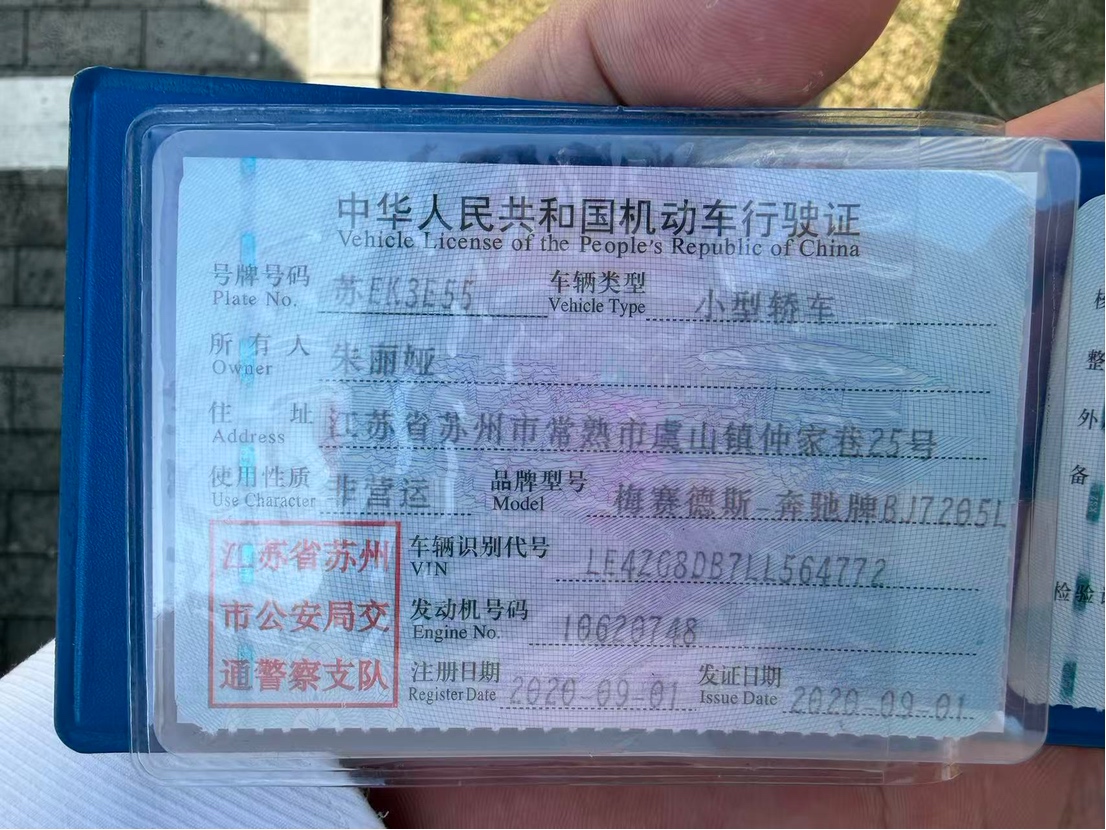 中华人民共和国机动车行驶证
Vehicle License of the People's Republic of China
号牌号码 苏EK3E55 车辆类型 小型轿车
Plate No. Vehicle Type
所有人 朱丽娅
Owner
住址 江苏省苏州市常熟市虞山镇仲家巷25号
Address
使用性质 非营运 品牌型号 梅赛德斯-奔驰牌BJ7205L
Use Character Model
江苏省苏州
市公安局交
通警察支队
车辆识别代号 LE4ZG8DB7LL564772
VIN
发动机号码 10620748
Engine No.
注册日期 2020-09-01 发证日期 2020-09-01
Register Date Issue Date
整
外
备
检验